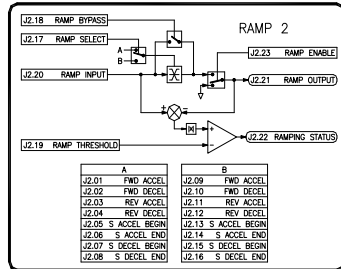 RAMP 2
J2.18 RAMP BYPASS
J2.17 RAMP SELECT
A
B
J2.23 RAMP ENABLE
J2.20 RAMP INPUT
J2.21 RAMP OUTPUT
+
−
+
J2.22 RAMPING STATUS
J2.19 RAMP THRESHOLD
−
A
J2.01 FWD ACCEL
J2.02 FWD DECEL
J2.03 REV ACCEL
J2.04 REV DECEL
J2.05 S ACCEL BEGIN
J2.06 S ACCEL END
J2.07 S DECEL BEGIN
J2.08 S DECEL END
B
J2.09 FWD ACCEL
J2.10 FWD DECEL
J2.11 REV ACCEL
J2.12 REV DECEL
J2.13 S ACCEL BEGIN
J2.14 S ACCEL END
J2.15 S DECEL BEGIN
J2.16 S DECEL END